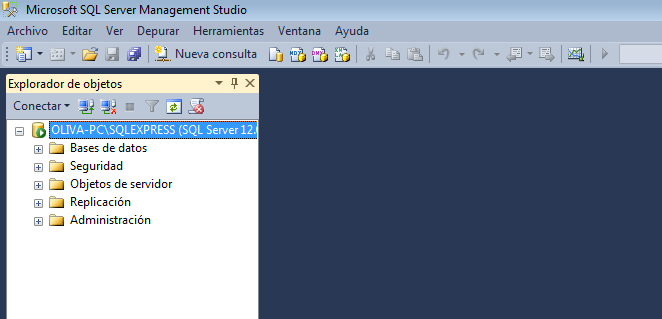 Microsoft SQL Server Management Studio
Archivo Editar Ver Depurar Herramientas Ventana Ayuda
Nueva consulta
Explorador de objetos
Conectar
OLIVA-PC\SQLEXPRESS (SQL Server 12.
Bases de datos
Seguridad
Objetos de servidor
Replicación
Administración